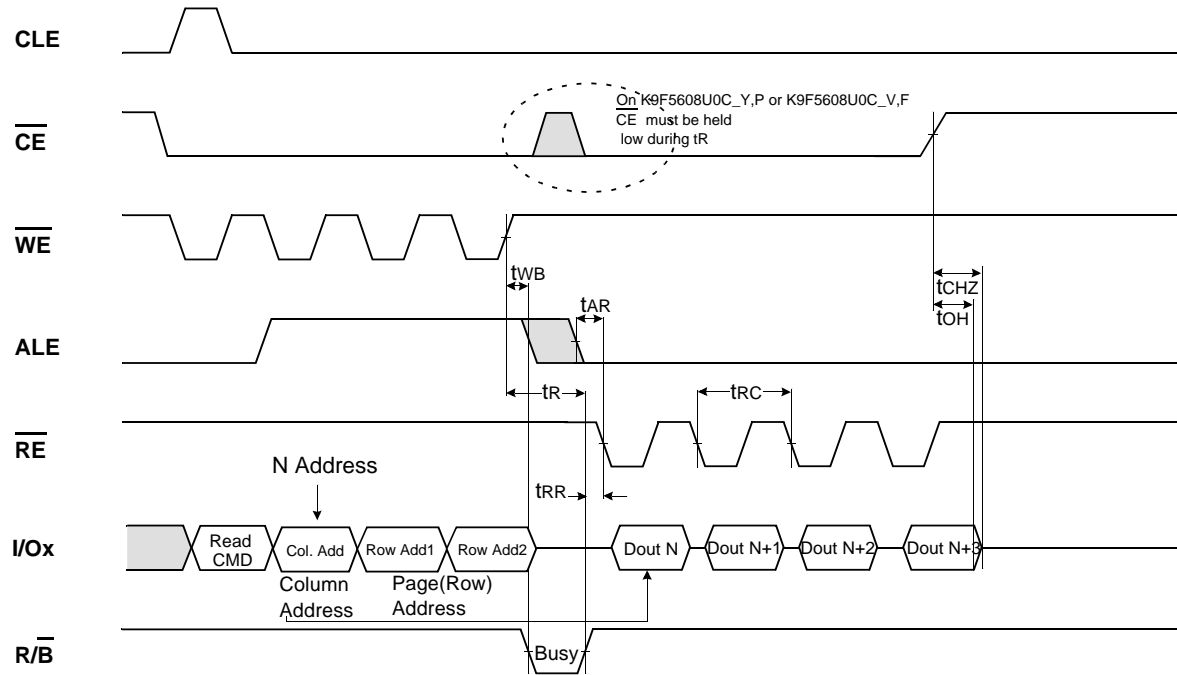 CLE
On K9F5608U0C_Y,P or K9F5608U0C_V,F
CE must be held
low during tR
CE
WE
tWB
tCHZ
tAR
tOH
ALE
tR
tRC
RE
N Address
tRR
I/Ox
Read
CMD
Col. Add
Row Add1
Row Add2
Dout N
Dout N+1
Dout N+2
Dout N+3
Column
Address
Page(Row)
Address
R/B
Busy